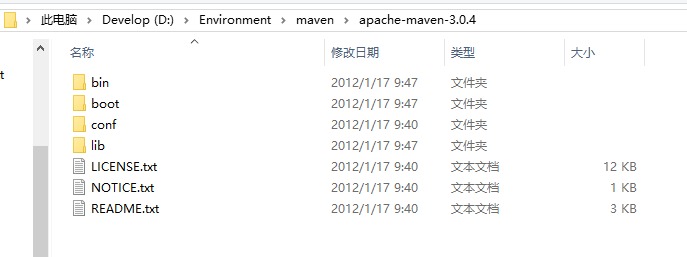 此电脑 > Develop (D:) > Environment > maven > apache-maven-3.0.4
名称 修改日期 类型 大小
t
bin 2012/1/17 9:47 文件夹
boot 2012/1/17 9:47 文件夹
conf 2012/1/17 9:40 文件夹
lib 2012/1/17 9:47 文件夹
LICENSE.txt 2012/1/17 9:40 文本文档 12 KB
NOTICE.txt 2012/1/17 9:40 文本文档 1 KB
README.txt 2012/1/17 9:40 文本文档 3 KB